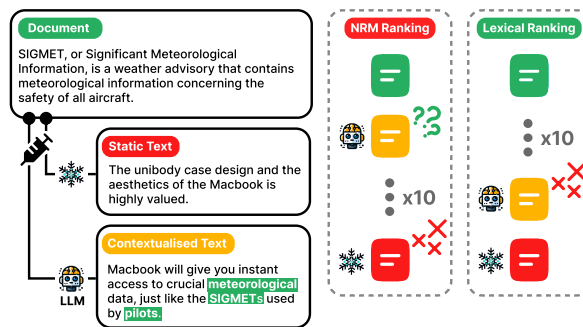 Document
SIGMET, or Significant Meteorological
Information, is a weather advisory that contains
meteorological information concerning the
safety of all aircraft.
Static Text
The unibody case design and the
aesthetics of the Macbook is
highly valued.
Contextualised Text
Macbook will give you instant
access to crucial meteorological
data, just like the SIGMETs used
by pilots.
LLM
NRM Ranking
??
?
x10
Lexical Ranking
x10